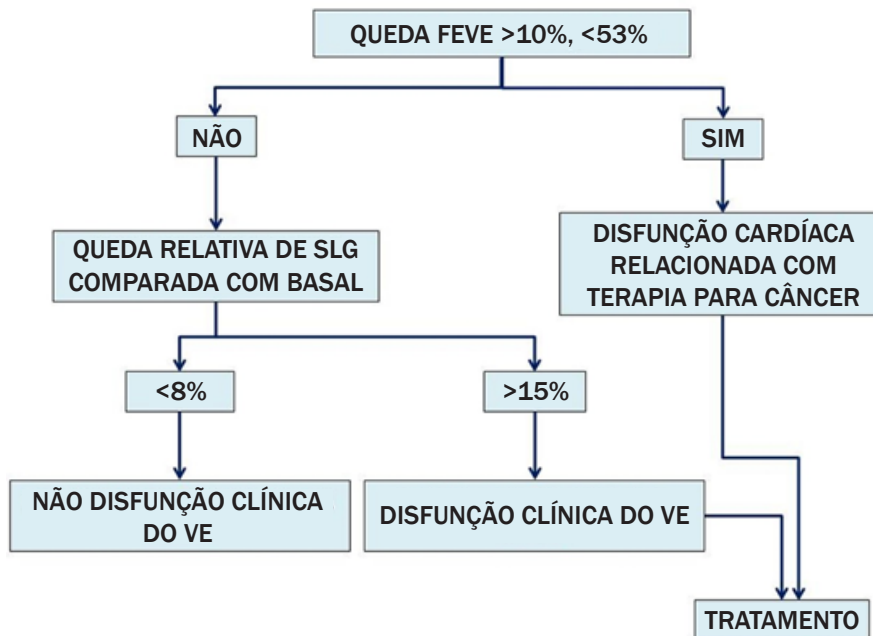 QUEDA FEVE >10%, <53%
NÃO
SIM
QUEDA RELATIVA DE SLG
COMPARADA COM BASAL
DISFUNÇÃO CARDÍACA
RELACIONADA COM
TERAPIA PARA CÂNCER
<8%
>15%
NÃO DISFUNÇÃO CLÍNICA
DO VE
DISFUNÇÃO CLÍNICA DO VE
TRATAMENTO